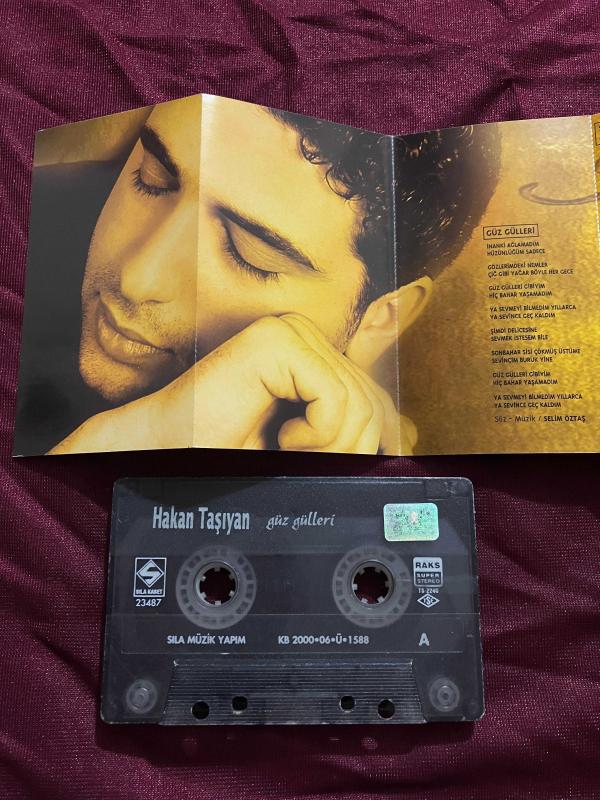 GÜZ GÜLLERİ
İNANKİ AĞLAMADIM
HÜZÜNLÜĞÜM SADECE
GÖZLERİMDEKİ NEMLER
ÇİĞ GİBİ YAĞAR BÖYLE HER GECE
GÜZ GÜLLERİ GİBİYİM
HİÇ BAHAR YAŞAMADIM
YA SEVMEYİ BİLMEDİM YILLARCA
YA SEVİNCE GEÇ KALDIM
ŞİMDİ DELİCESİNE
SEVMEK İSTESEM BİLE
SONBAHAR SİSİ ÇÖKMÜŞ ÜSTÜME
SEVİNCİM BURUK YİNE
GÜZ GÜLLERİ GİBİYİM
HİÇ BAHAR YAŞAMADIM
YA SEVMEYİ BİLMEDİM YILLARCA
YA SEVİNCE GEÇ KALDIM
Söz - Müzik / SELİM ÖZTAŞ
Hakan Taşıyan güz gülleri
S
SILA KASET
23487
RAKS
SUPER
STEREO
TS-2240
TSE
SILA MÜZİK YAPIM KB 2000•06•Ü•1588 A